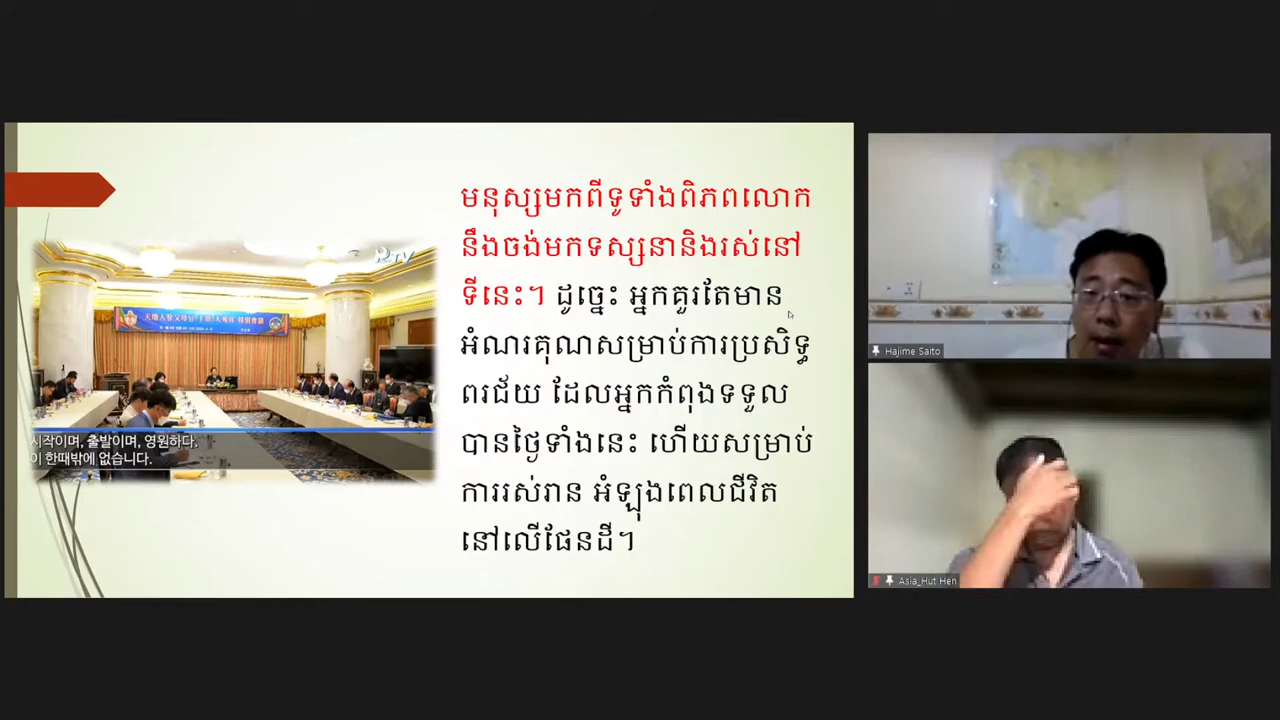 មនុស្សមកពីទូទាំងពិភពលោក
នឹងចង់មកទស្សនានិងរស់នៅ
ទីនេះ។ ដូច្នេះ អ្នកគួរតែមាន
អំណរគុណសម្រាប់ការប្រសិទ្ធ
ពរជ័យ ដែលអ្នកកំពុងទទួល
បានថ្ងៃទាំងនេះ ហើយសម្រាប់
ការរស់រាន អំឡុងពេលជីវិត
នៅលើផែនដី។
시작이며, 출발이며, 영원하다.
이 한때밖에 없습니다.
Hajime Saito
Asia_Hut Hen